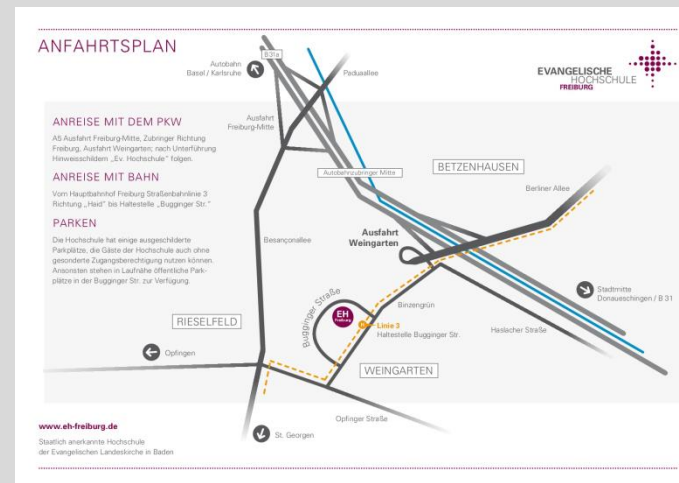 ANFAHRTSPLAN
EVANGELISCHE
HOCHSCHULE
FREIBURG
B31a
Autobahn
Basel / Karlsruhe
Paduaallee
Ausfahrt
Freiburg-Mitte
ANREISE MIT DEM PKW
A5 Ausfahrt Freiburg-Mitte, Zubringer Richtung
Freiburg, Ausfahrt Weingarten; nach Unterführung
Hinweisschildern „Ev. Hochschule“ folgen.
ANREISE MIT BAHN
Vom Hauptbahnhof Freiburg Straßenbahnlinie 3
Richtung „Haid“ bis Haltestelle „Bugginger Str.“
PARKEN
Die Hochschule hat einige ausgeschilderte
Parkplätze, die Gäste der Hochschule auch ohne
gesonderte Zugangsberechtigung nutzen können.
Ansonsten stehen in Laufnähe öffentliche Park-
plätze in der Bugginger Str. zur Verfügung.
Autobahnzubringer Mitte
BETZENHAUSEN
Berliner Allee
Besançonallee
Ausfahrt
Weingarten
Stadtmitte
Donaueschingen / B 31
Bugginger Straße
EH
Freiburg
Binzengrün
H
Linie 3
Haltestelle Bugginger Str.
Haslacher Straße
RIESELFELD
Opfingen
WEINGARTEN
Opfinger Straße
St. Georgen
www.eh-freiburg.de
Staatlich anerkannte Hochschule
der Evangelischen Landeskirche in Baden